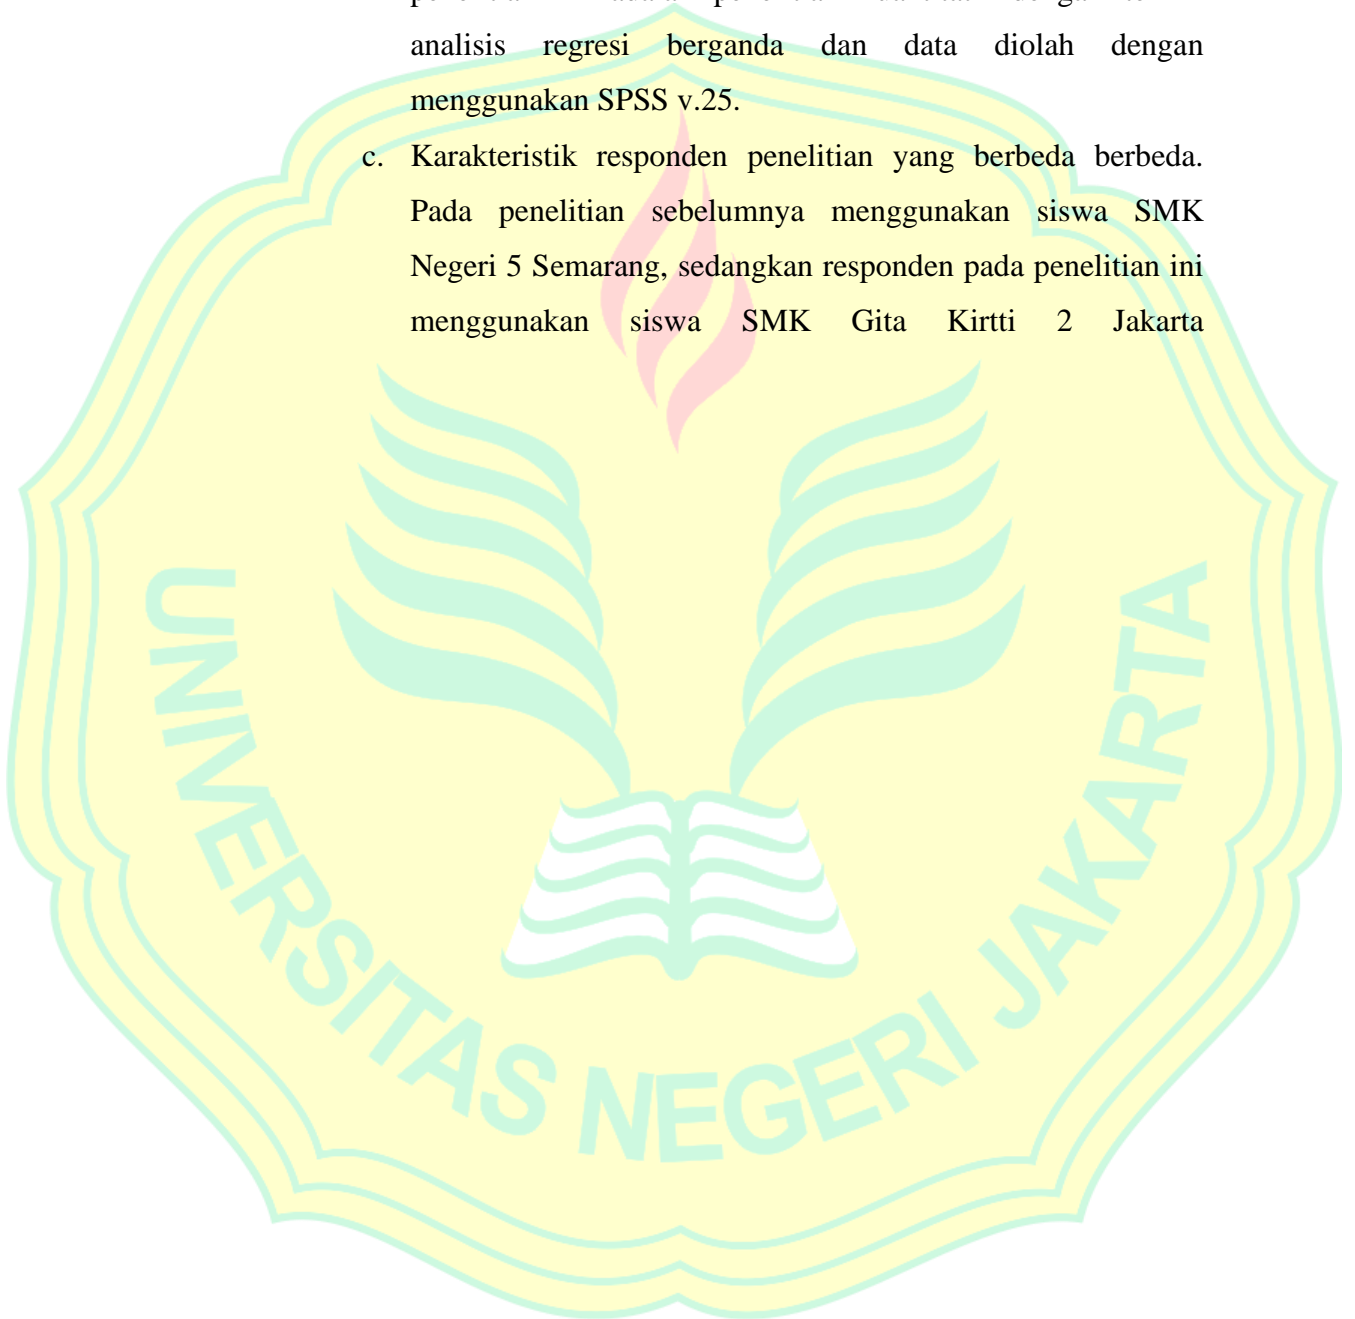 analisis regresi berganda dan data diolah dengan
menggunakan SPSS v.25.
c. Karakteristik responden penelitian yang berbeda berbeda.
Pada penelitian sebelumnya menggunakan siswa SMK
Negeri 5 Semarang, sedangkan responden pada penelitian ini
menggunakan siswa SMK Gita Kirtti 2 Jakarta
UNIVERSITAS NEGERI JAKARTA